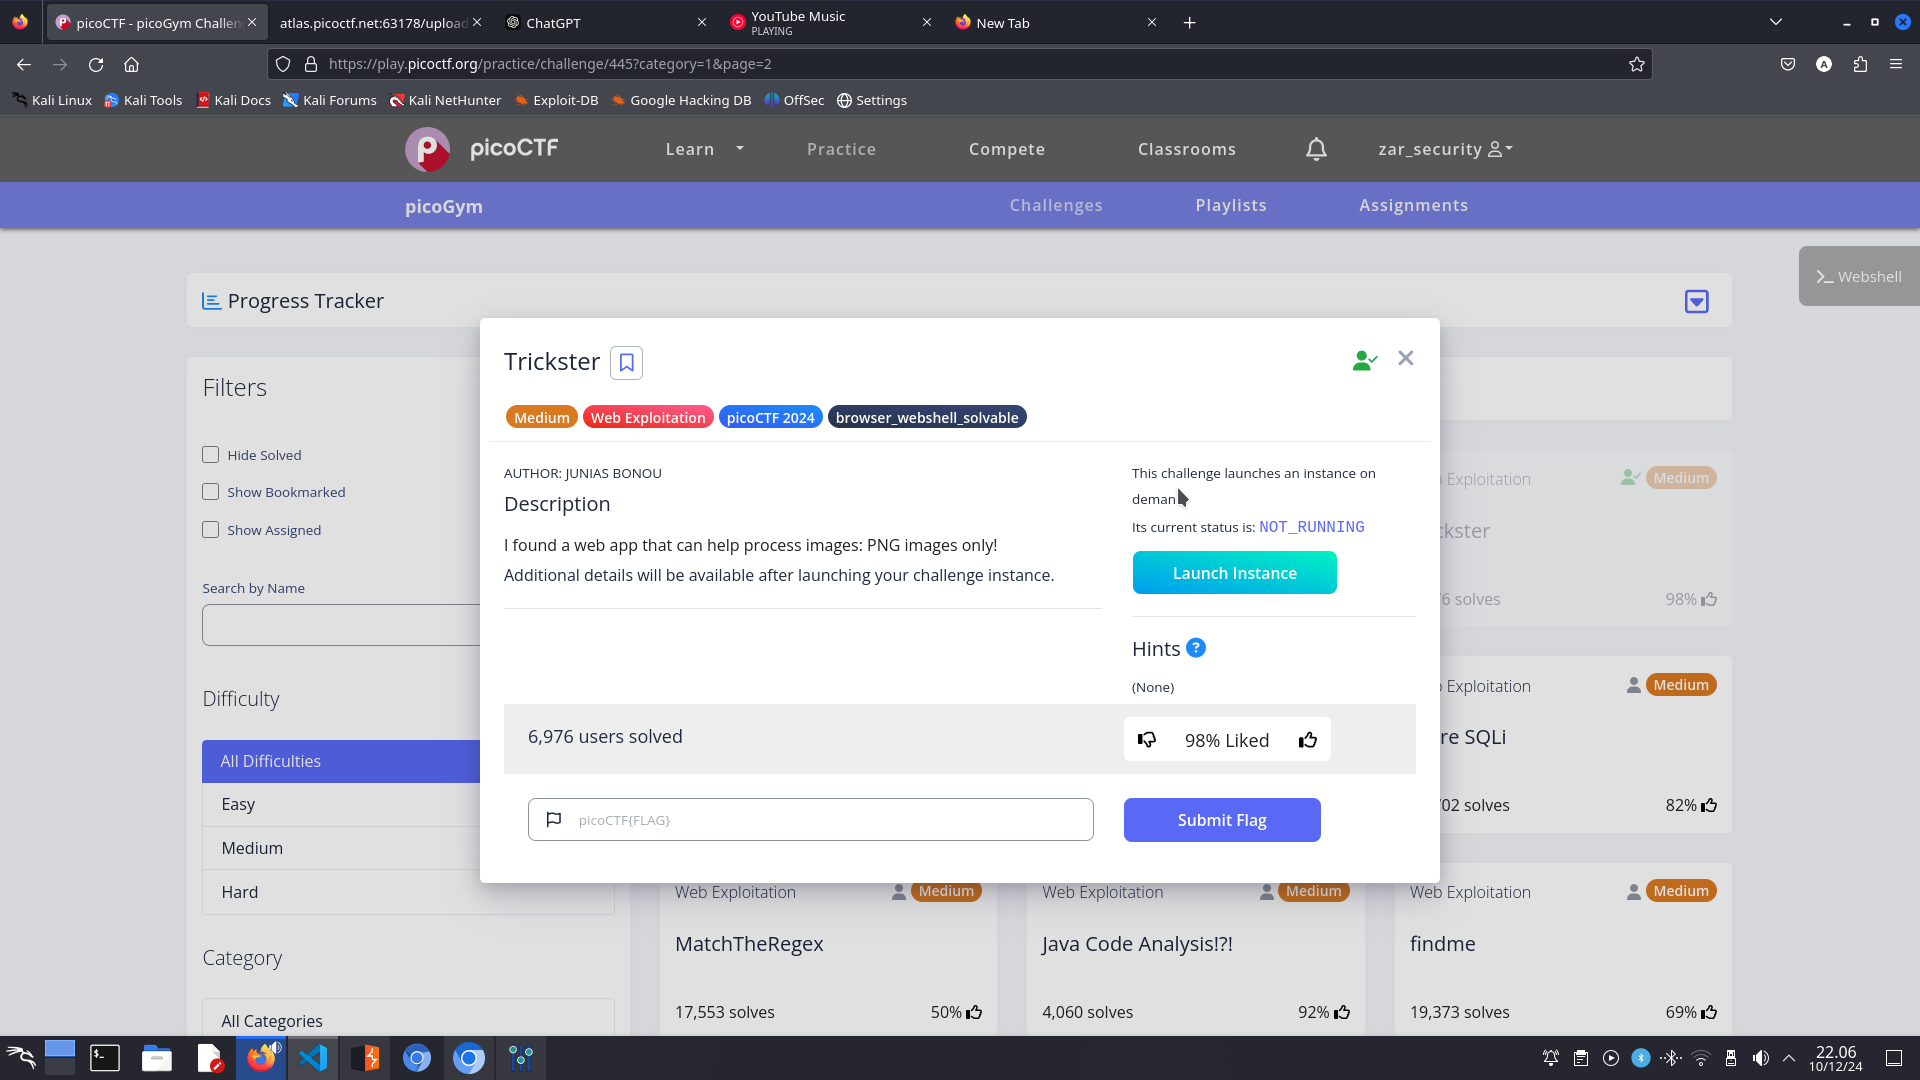 picoCTF - picoGym Challen
atlas.picoctf.net:63178/upload
ChatGPT
YouTube Music
PLAYING
New Tab
https://play.picoctf.org/practice/challenge/445?category=1&page=2
Kali Linux
Kali Tools
Kali Docs
Kali Forums
Kali NetHunter
Exploit-DB
Google Hacking DB
OffSec
Settings
picoCTF
Learn
Practice
Compete
Classrooms
zar_security
picoGym
Challenges
Playlists
Assignments
Webshell
Progress Tracker
Filters
Hide Solved
Show Bookmarked
Show Assigned
Search by Name
Difficulty
All Difficulties
Easy
Medium
Hard
Category
All Categories
Trickster
Medium
Web Exploitation
picoCTF 2024
browser_webshell_solvable
AUTHOR: JUNIAS BONOU
Description
I found a web app that can help process images: PNG images only!
Additional details will be available after launching your challenge instance.
This challenge launches an instance on
deman
Its current status is: NOT_RUNNING
Launch Instance
Hints ?
(None)
6,976 users solved
98% Liked
picoCTF{FLAG}
Submit Flag
Exploitation
Medium
ckster
76 solves
98%
Exploitation
Medium
re SQLi
702 solves
82%
Web Exploitation
Medium
MatchTheRegex
17,553 solves
50%
Web Exploitation
Medium
Java Code Analysis!?!
4,060 solves
92%
Web Exploitation
Medium
findme
19,373 solves
69%
22.06
10/12/24